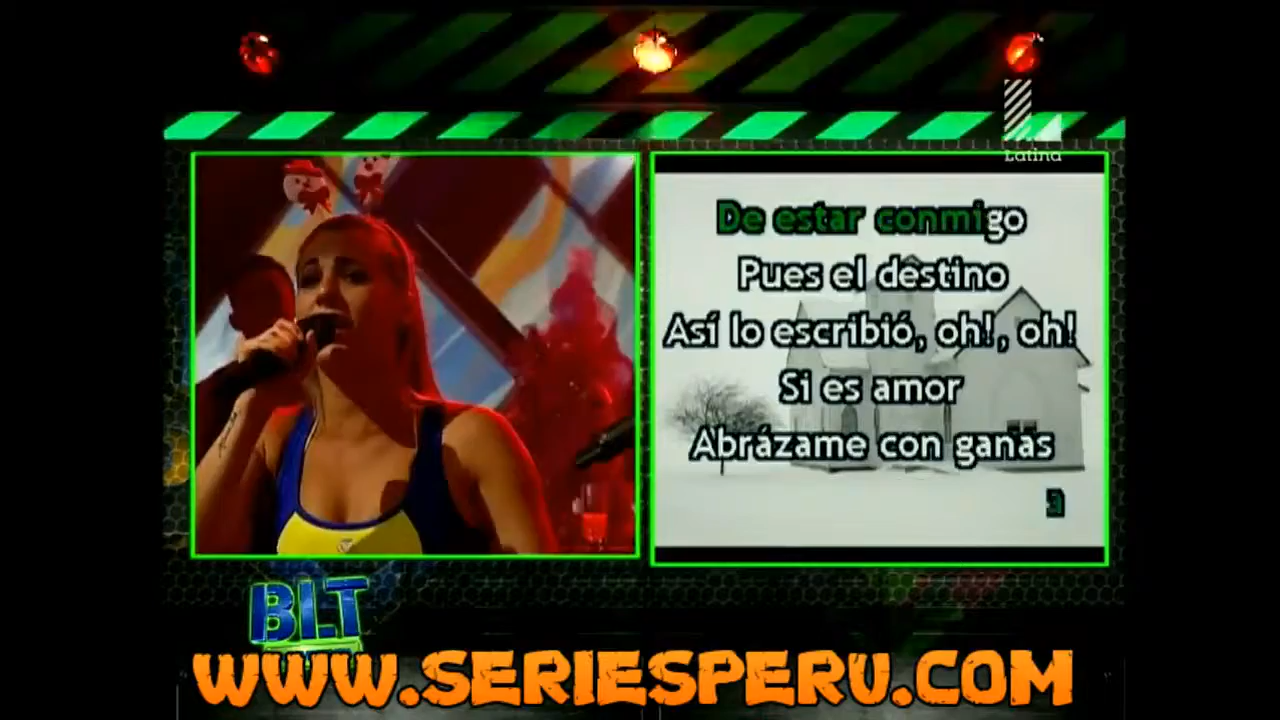 Latina
De estar conmigo
Pues el destino
Así lo escribió, oh!, oh!
Si es amor
Abrázame con ganas
3
BLT
WWW.SERIESPERU.COM